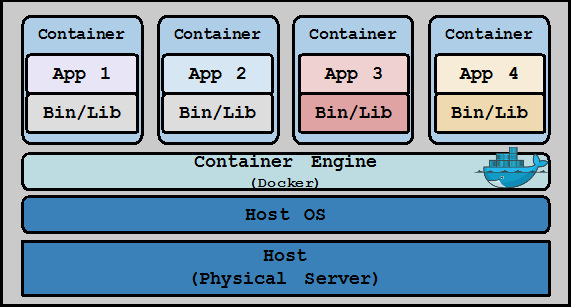 Container Container Container Container
App 1 App 2 App 3 App 4
Bin/Lib Bin/Lib Bin/Lib Bin/Lib
Container Engine
(Docker)
Host OS
Host
(Physical Server)